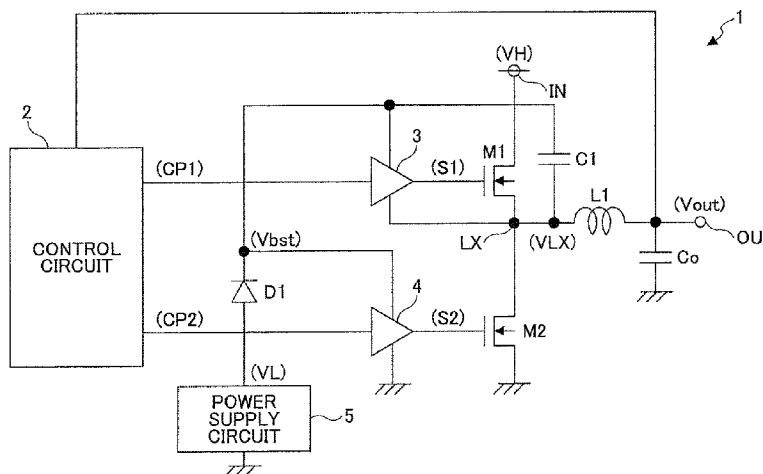 1
(VH)
IN
2
3
M1
C1
(CP1)
(S1)
L1
(Vout)
CONTROL
CIRCUIT
(Vbst)
LX
(VLX)
OU
D1
4
Co
(CP2)
(S2)
M2
(VL)
POWER
SUPPLY
CIRCUIT
5